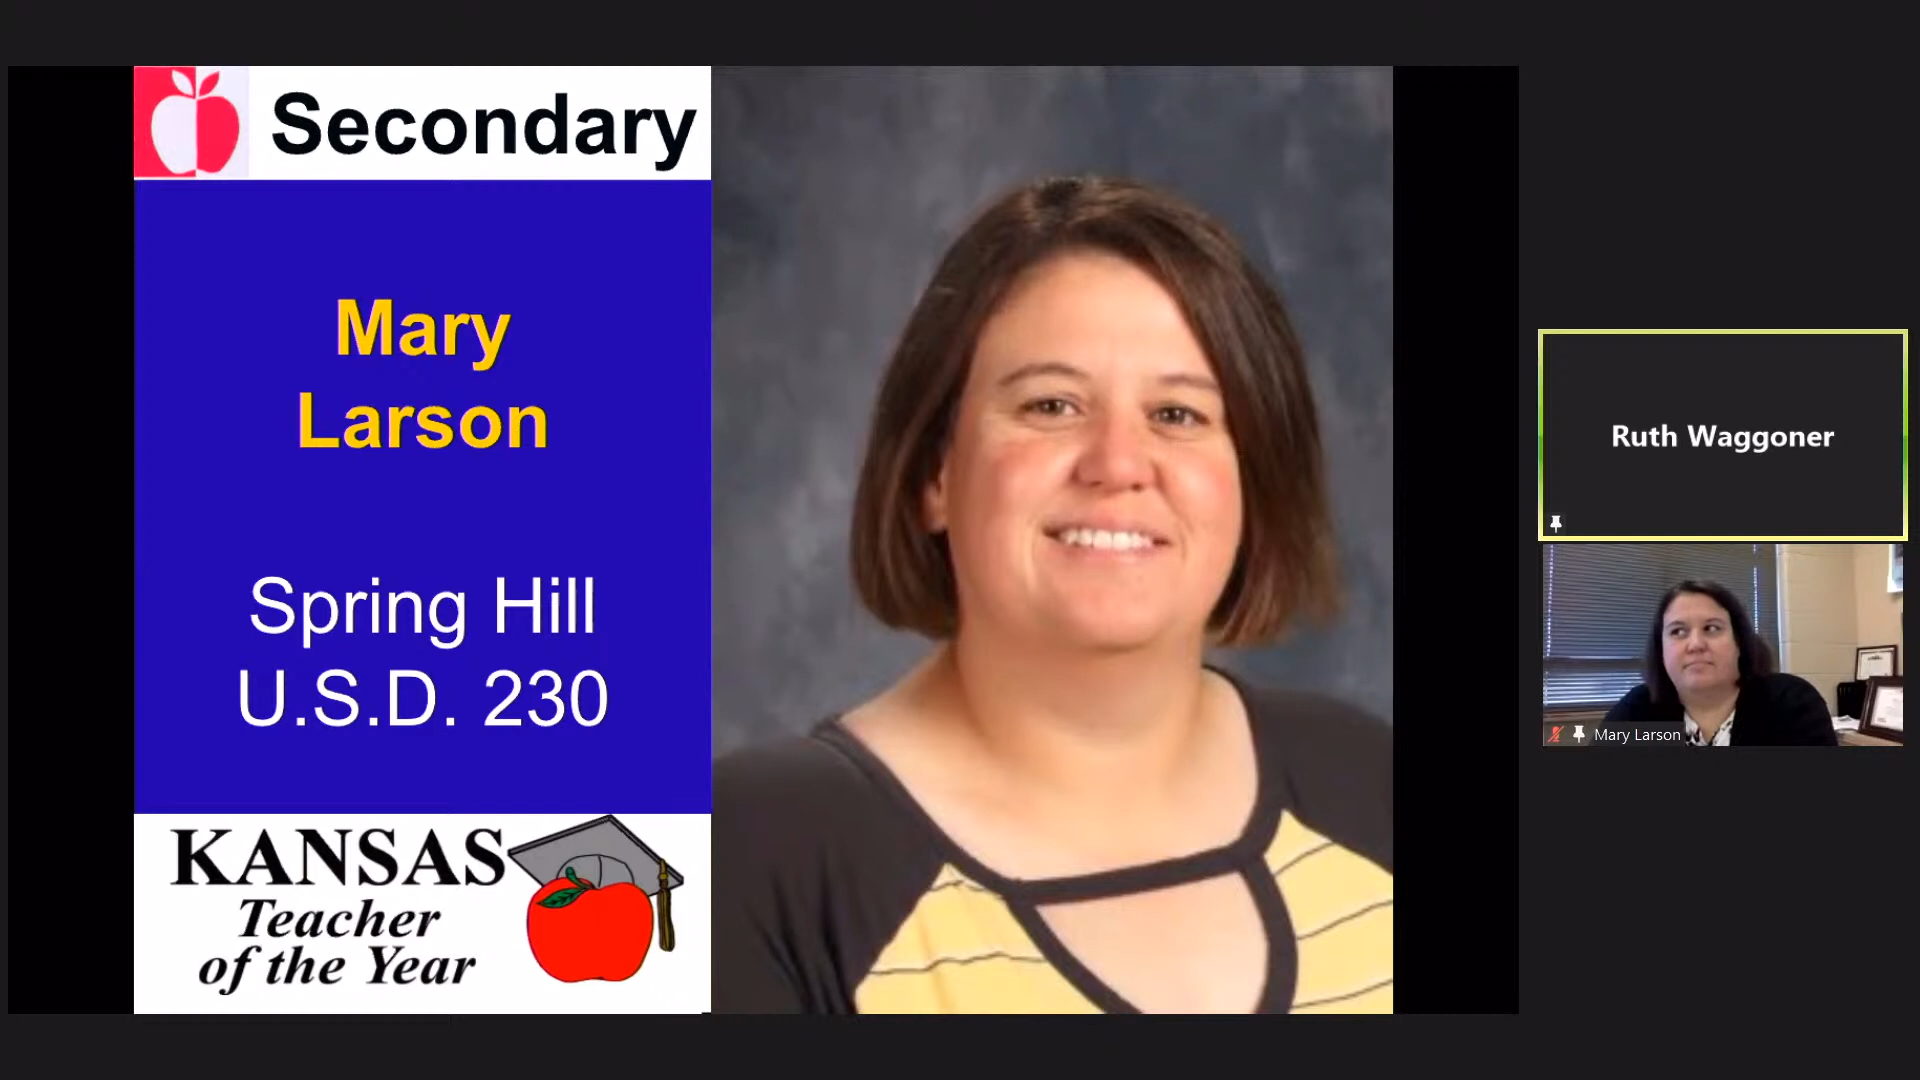 Secondary
Mary
Larson
Spring Hill
U.S.D. 230
KANSAS
Teacher
of the Year
Ruth Waggoner
Mary Larson